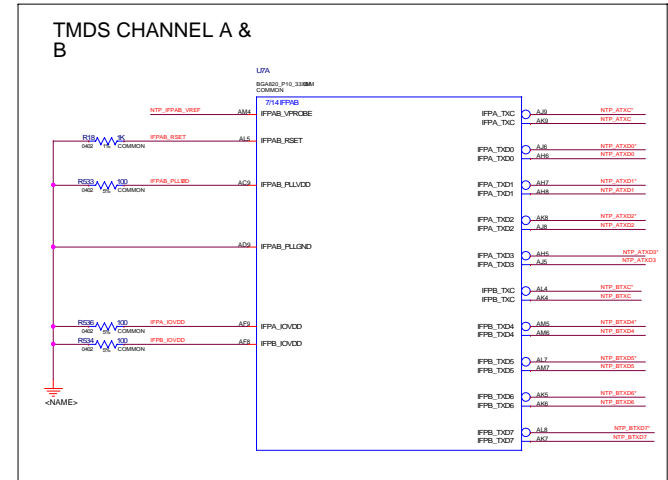 TMDS CHANNEL A &
B
U7A
COMMON
7/14 IFPAB
NTP_IFPAB_VREF AM4 IFPAB_VPROBE
R18 1K IFPAB_RSET AL5 IFPAB_RSET
0402 1% COMMON
R533 100 AC9 IFPAB_PLLVDD
0402 5% COMMON
AD9 IFPAB_PLLGND
R536 100 IFPA_IOVDD AF9 IFPA_IOVDD
0402 5% COMMON
R534 100 IFPB_IOVDD AF8 IFPB_IOVDD
0402 5% COMMON
<NAME>
IFPA_TXC AJ9 NTP_ATXC*
IFPA_TXC AK9 NTP_ATXC
IFPA_TXD0 AJ6 NTP_ATXD0*
IFPA_TXD0 AH6 NTP_ATXD0
IFPA_TXD1 AH7 NTP_ATXD1*
IFPA_TXD1 AH8 NTP_ATXD1
IFPA_TXD2 AK8 NTP_ATXD2*
IFPA_TXD2 AJ8 NTP_ATXD2
IFPA_TXD3 AH5 NTP_ATXD3*
IFPA_TXD3 AJ5 NTP_ATXD3
IFPB_TXC AL4 NTP_BTXC*
IFPB_TXC AK4 NTP_BTXC
IFPB_TXD4 AM5 NTP_BTXD4*
IFPB_TXD4 AM6 NTP_BTXD4
IFPB_TXD5 AL7 NTP_BTXD5*
IFPB_TXD5 AM7 NTP_BTXD5
IFPB_TXD6 AK5 NTP_BTXD6*
IFPB_TXD6 AK6 NTP_BTXD6
IFPB_TXD7 AL8 NTP_BTXD7*
IFPB_TXD7 AK7 NTP_BTXD7